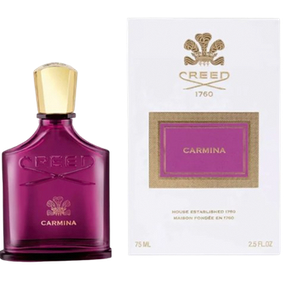 CREED
CARMINA
CREED
1760
CARMINA
HOUSE ESTABLISHED 1760
MAISON FONDÉE EN 1760
75 ML
2.5 FL.OZ